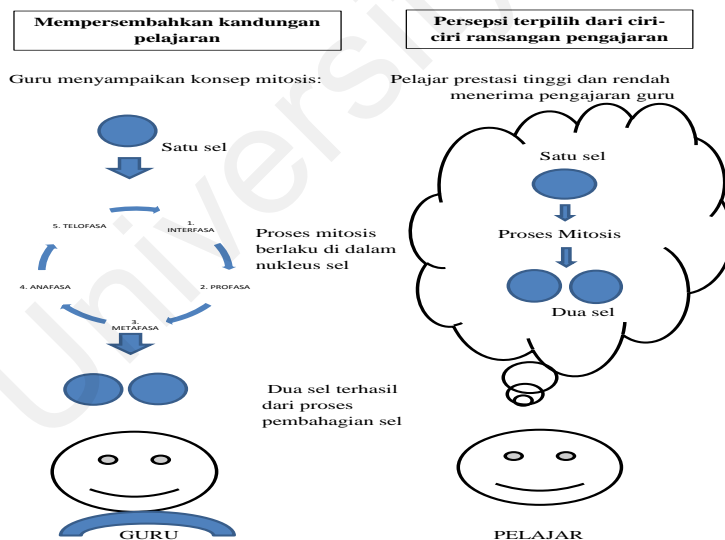 Mempersembahkan kandungan
pelajaran
Persepsi terpilih dari ciri-
ciri ransangan pengajaran
Guru menyampaikan konsep mitosis:
Pelajar prestasi tinggi dan rendah
menerima pengajaran guru
Satu sel
1.
INTERFASA
2. PROFASA
3.
METAFASA
4. ANAFASA
5. TELOFASA
Proses mitosis
berlaku di dalam
nukleus sel
Dua sel terhasil
dari proses
pembahagian sel
GURU
Satu sel
Proses Mitosis
Dua sel
PELAJAR
University